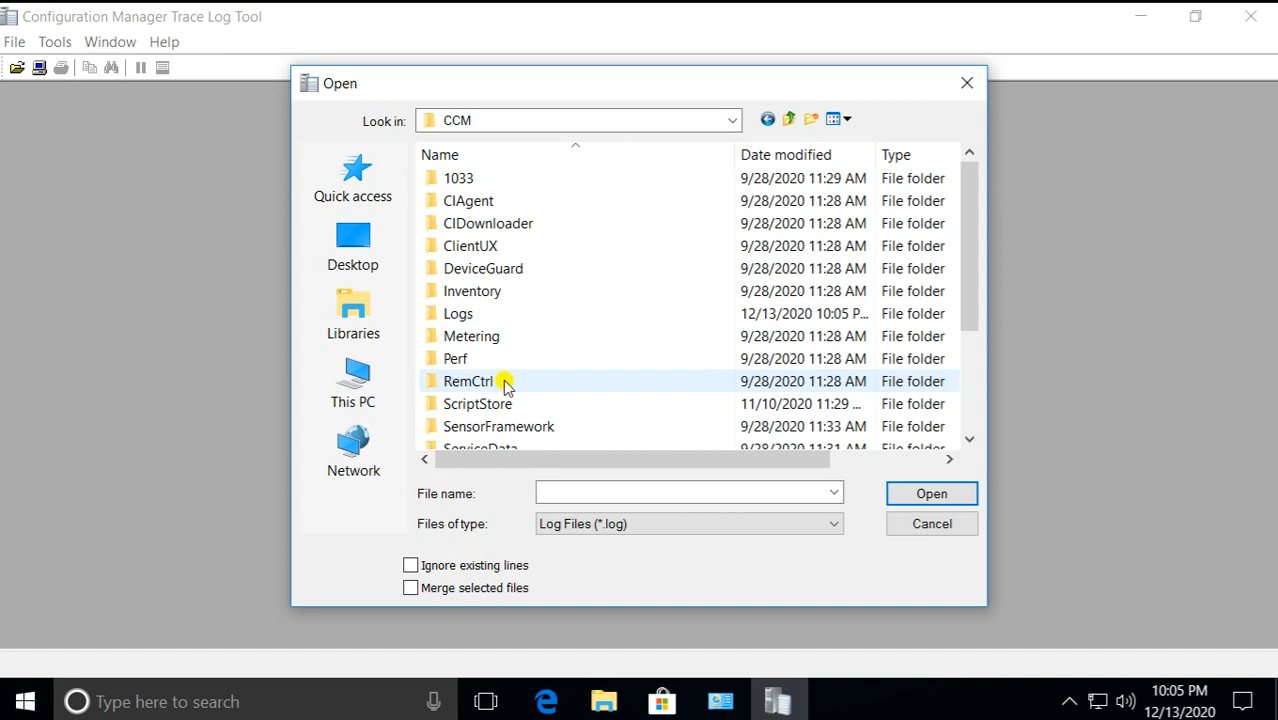 Configuration Manager Trace Log Tool
File Tools Window Help
Open
Look in: CCM
Name Date modified Type
1033 9/28/2020 11:29 AM File folder
CIAgent 9/28/2020 11:28 AM File folder
CIDownloader 9/28/2020 11:28 AM File folder
ClientUX 9/28/2020 11:28 AM File folder
DeviceGuard 9/28/2020 11:28 AM File folder
Inventory 9/28/2020 11:28 AM File folder
Logs 12/13/2020 10:05 P... File folder
Metering 9/28/2020 11:28 AM File folder
Perf 9/28/2020 11:28 AM File folder
RemCtrl 9/28/2020 11:28 AM File folder
ScriptStore 11/10/2020 11:29 ... File folder
SensorFramework 9/28/2020 11:33 AM File folder
ServiceData 9/28/2020 11:31 AM File folder
Quick access
Desktop
Libraries
This PC
Network
File name: Open
Files of type: Log Files (*.log) Cancel
Ignore existing lines
Merge selected files
Type here to search
10:05 PM
12/13/2020